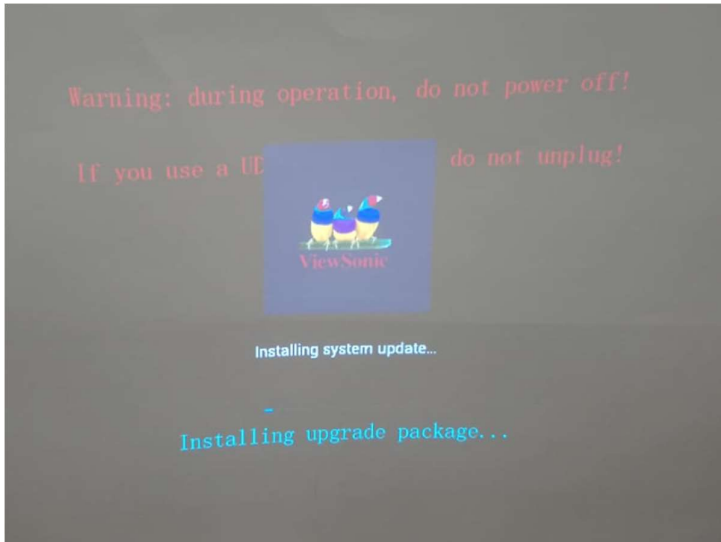 Warning: during operation, do not power off!
If you use a UD do not unplug!
ViewSonic
Installing system update...
Installing upgrade package...